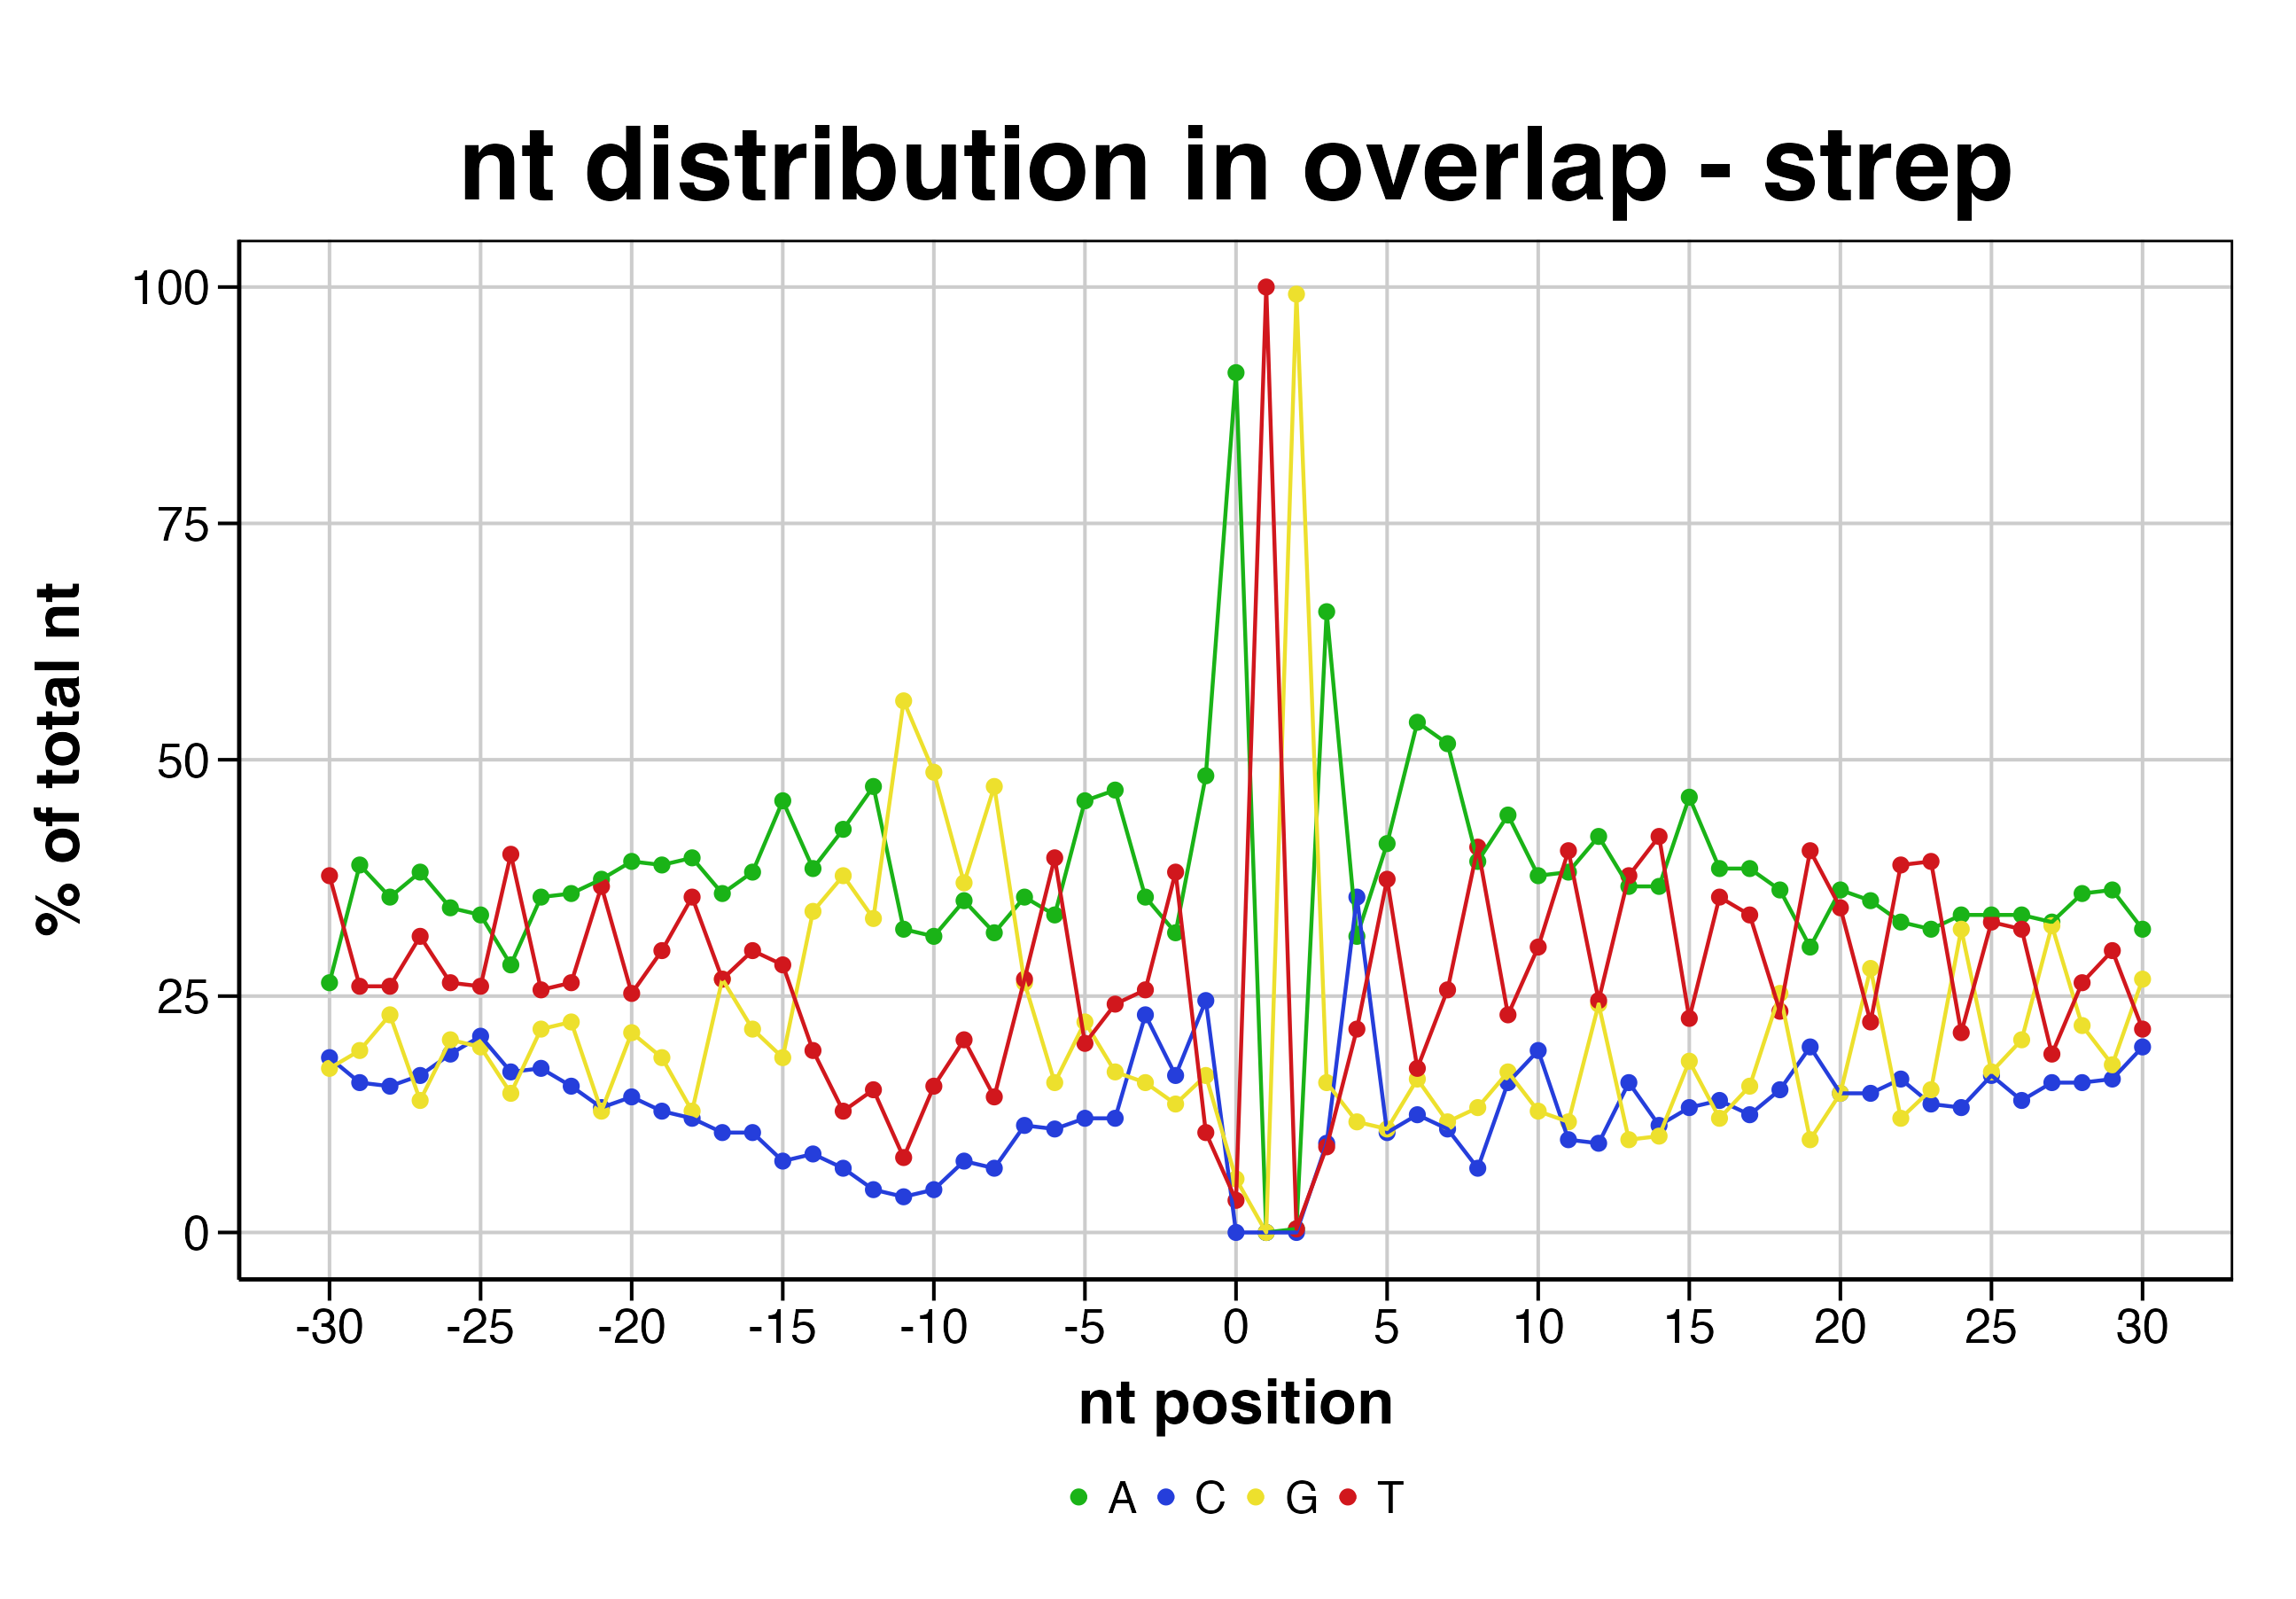 nt distribution in overlap - strep
% of total nt
100
75
50
25
0
-30 -25 -20 -15 -10 -5 0 5 10 15 20 25 30
nt position
A C G T